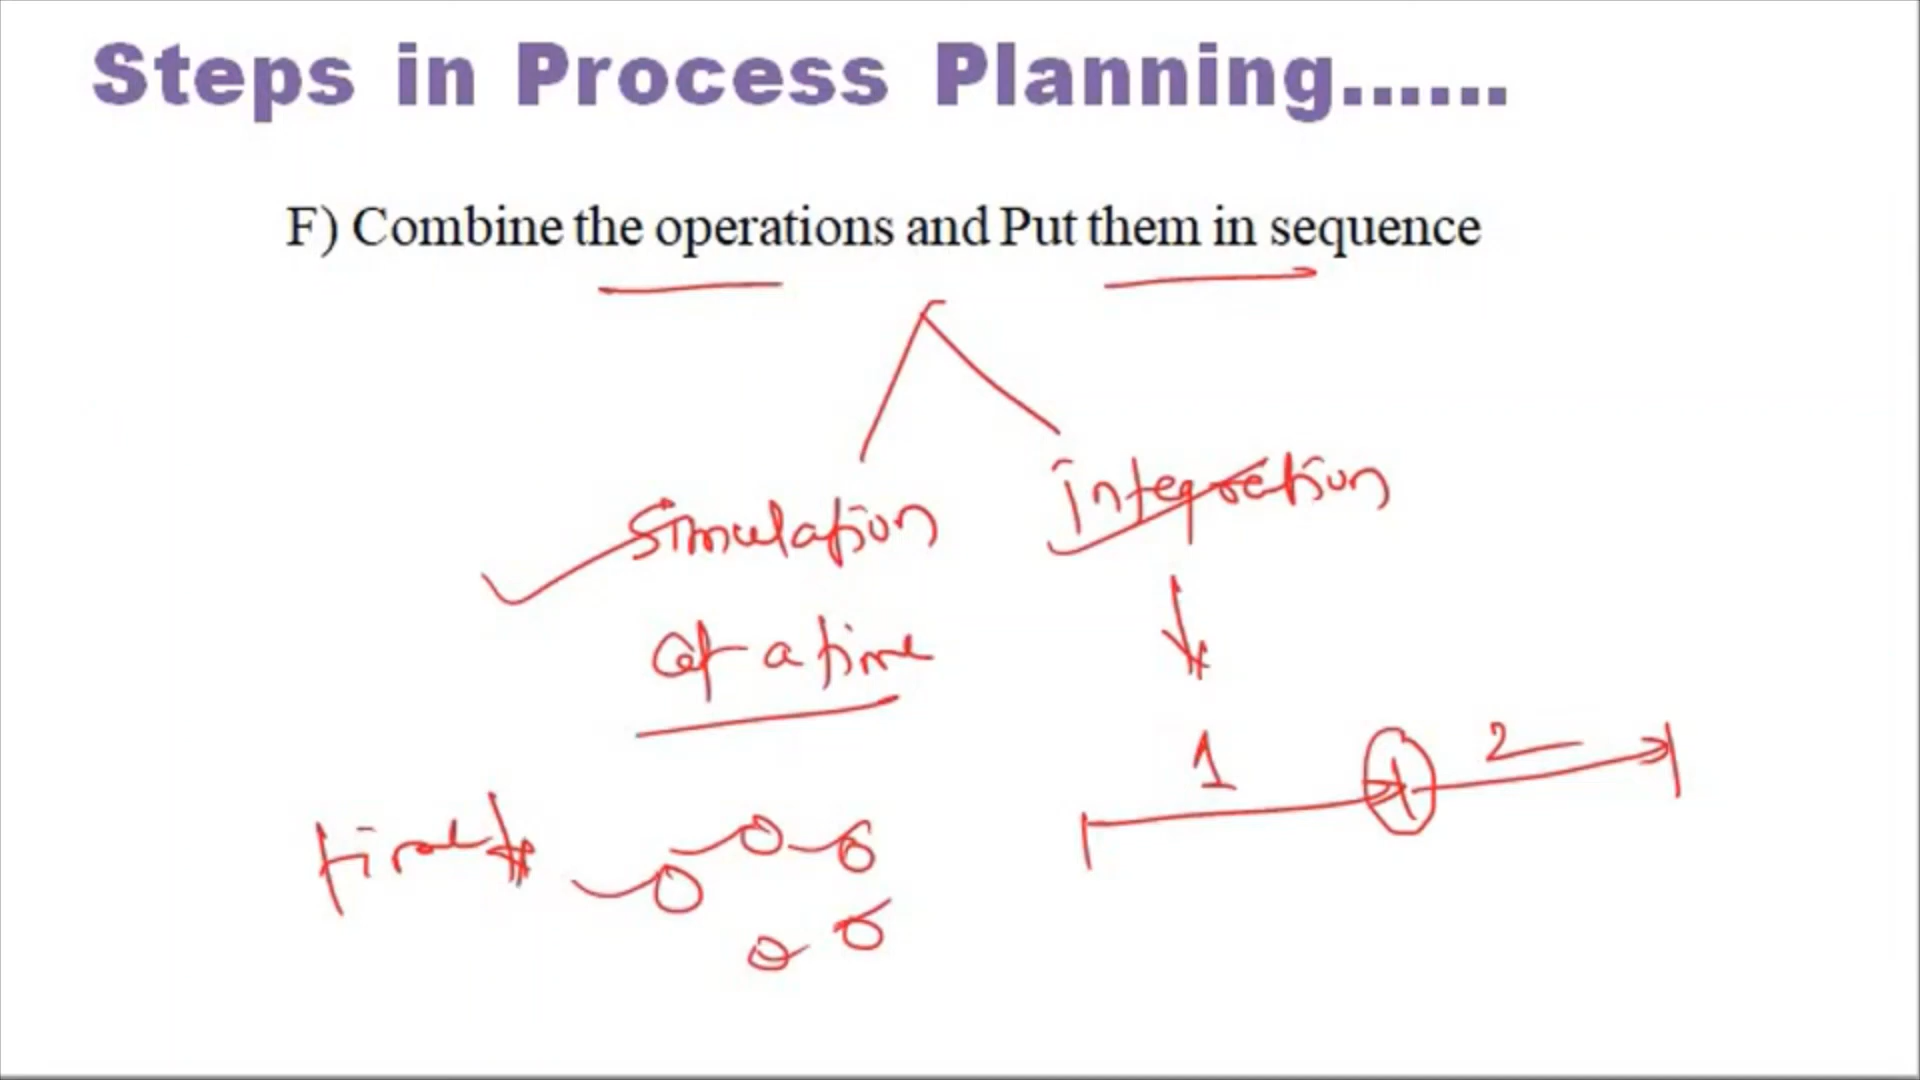 Steps in Process Planning......
F) Combine the operations and Put them in sequence
Simulation
integration
at a time
1
2